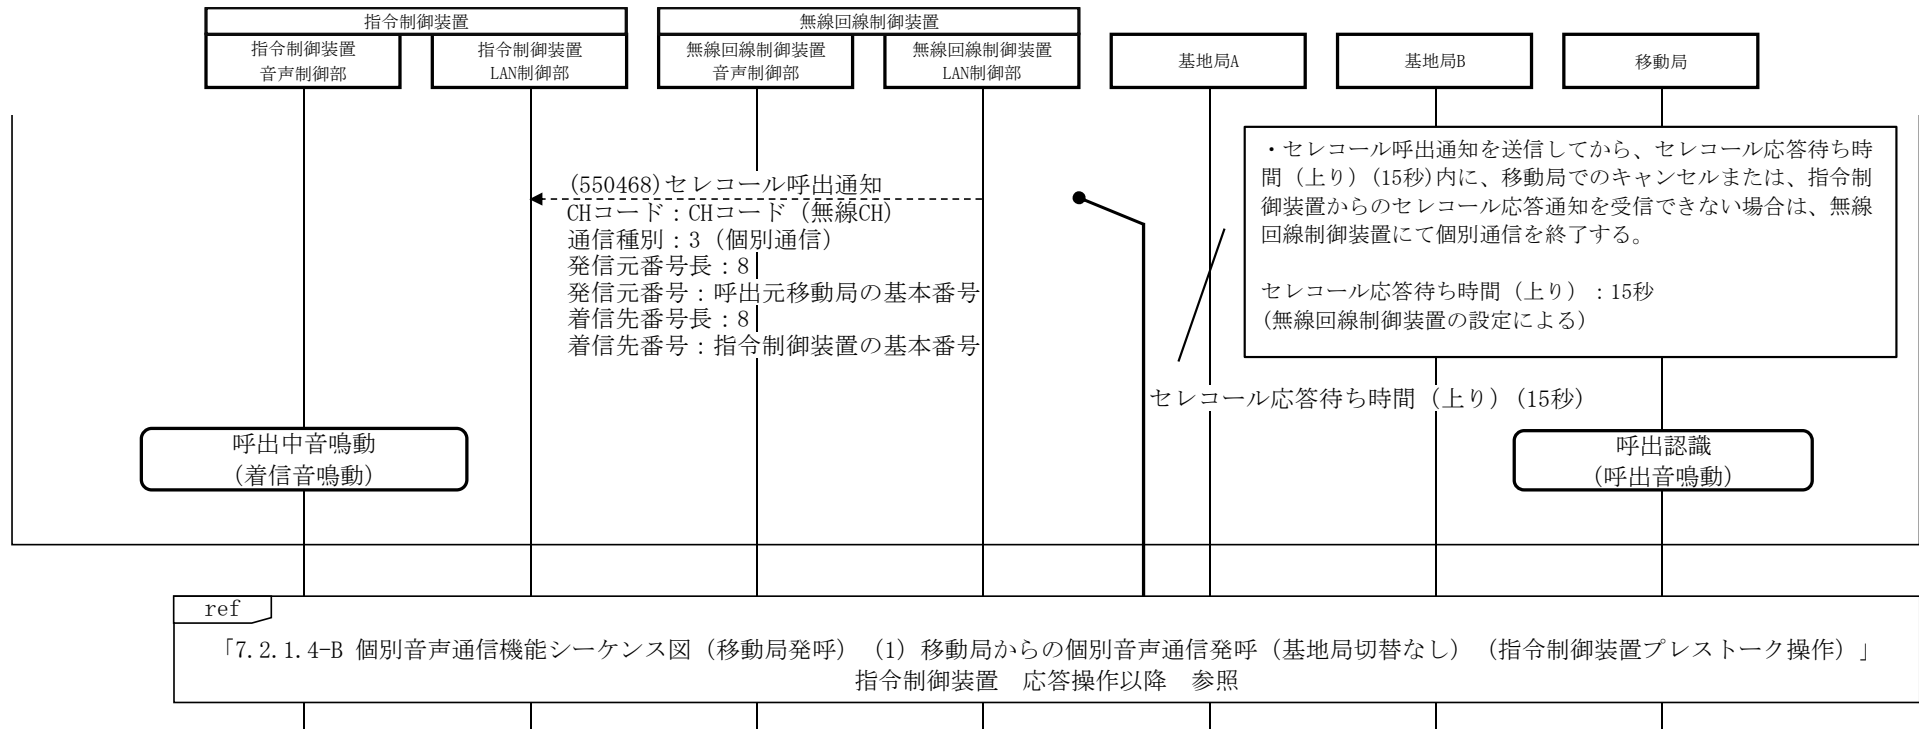 指令制御装置
無線回線制御装置
指令制御装置
音声制御部
指令制御装置
LAN制御部
無線回線制御装置
音声制御部
無線回線制御装置
LAN制御部
基地局A
基地局B
移動局
・セレコール呼出通知を送信してから、セレコール応答待ち時
間（上り）(15秒)内に、移動局でのキャンセルまたは、指令制
御装置からのセレコール応答通知を受信できない場合は、無線
回線制御装置にて個別通信を終了する。
セレコール応答待ち時間（上り）：15秒
(無線回線制御装置の設定による)
(550468)セレコール呼出通知
CHコード：CHコード（無線CH）
通信種別：3（個別通信）
発信元番号長：8
発信元番号：呼出元移動局の基本番号
着信先番号長：8
着信先番号：指令制御装置の基本番号
セレコール応答待ち時間（上り）(15秒)
呼出中音鳴動
(着信音鳴動)
呼出認識
(呼出音鳴動)
ref
「7.2.1.4-B 個別音声通信機能シーケンス図（移動局発呼）（1）移動局からの個別音声通信発呼（基地局切替なし）（指令制御装置プレストーク操作）」
指令制御装置　応答操作以降　参照